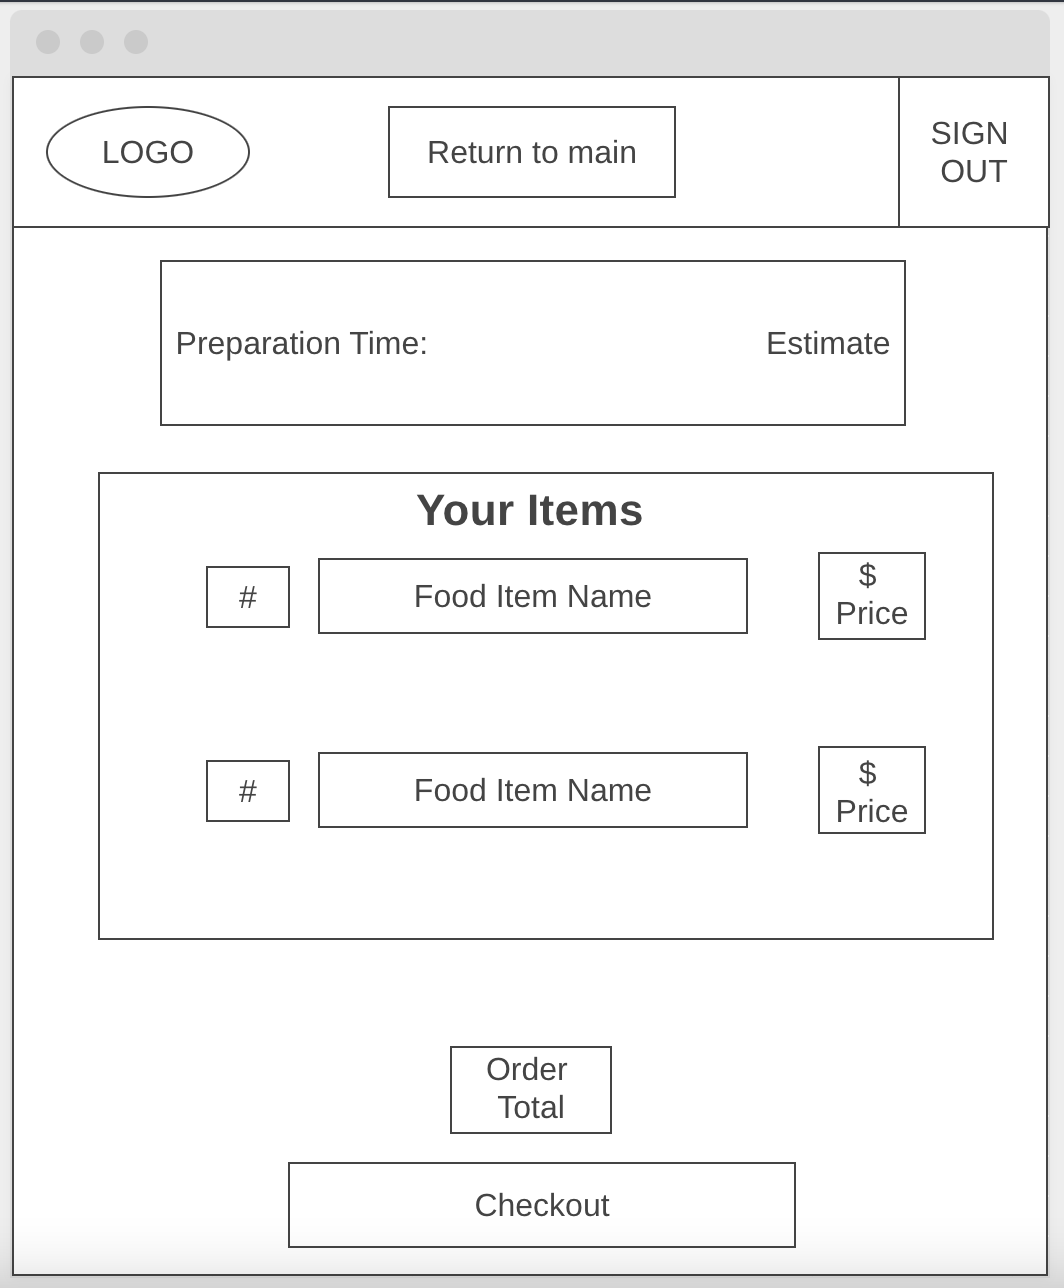 LOGO
Return to main
SIGN
OUT
Preparation Time:
Estimate
Your Items
#
Food Item Name
$
Price
#
Food Item Name
$
Price
Order
Total
Checkout